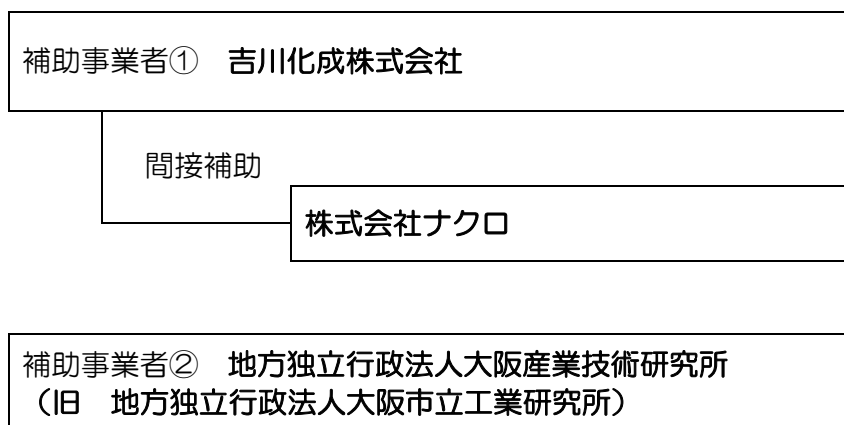 補助事業者①　吉川化成株式会社
間接補助
株式会社ナクロ
補助事業者②　地方独立行政法人大阪産業技術研究所
（旧　地方独立行政法人大阪市立工業研究所）